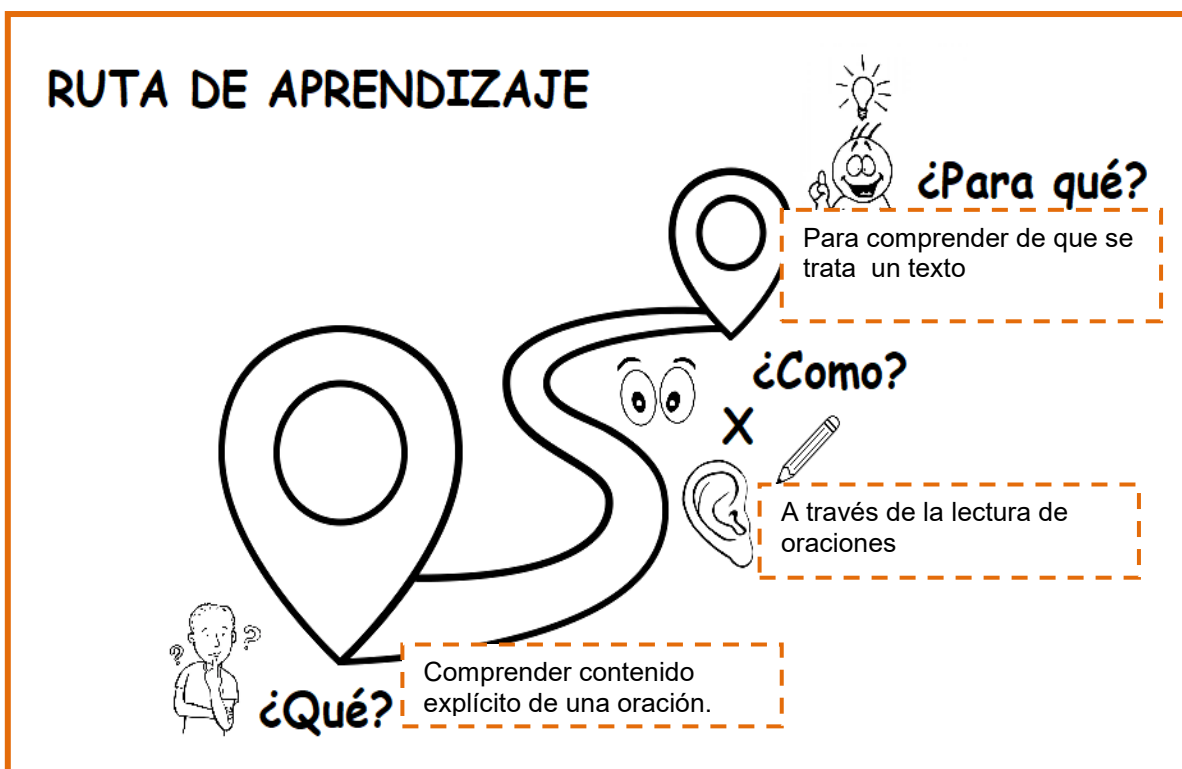 RUTA DE APRENDIZAJE
¿Para qué?
Para comprender de que se
trata un texto
¿Como?
X
A través de la lectura de
oraciones
? ?
¿Qué?
Comprender contenido
explícito de una oración.